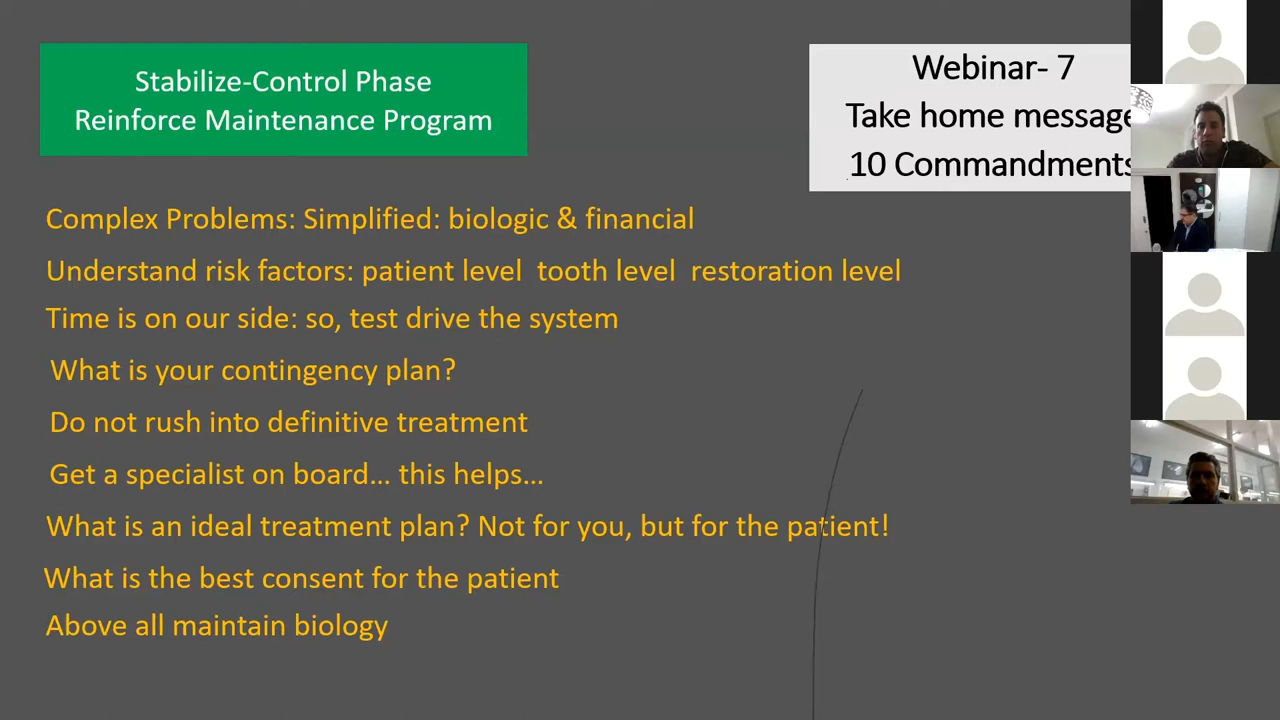 Stabilize-Control Phase
Reinforce Maintenance Program
Webinar- 7
Take home message
10 Commandments
Complex Problems: Simplified: biologic & financial
Understand risk factors: patient level tooth level restoration level
Time is on our side: so, test drive the system
What is your contingency plan?
Do not rush into definitive treatment
Get a specialist on board... this helps...
What is an ideal treatment plan? Not for you, but for the patient!
What is the best consent for the patient
Above all maintain biology